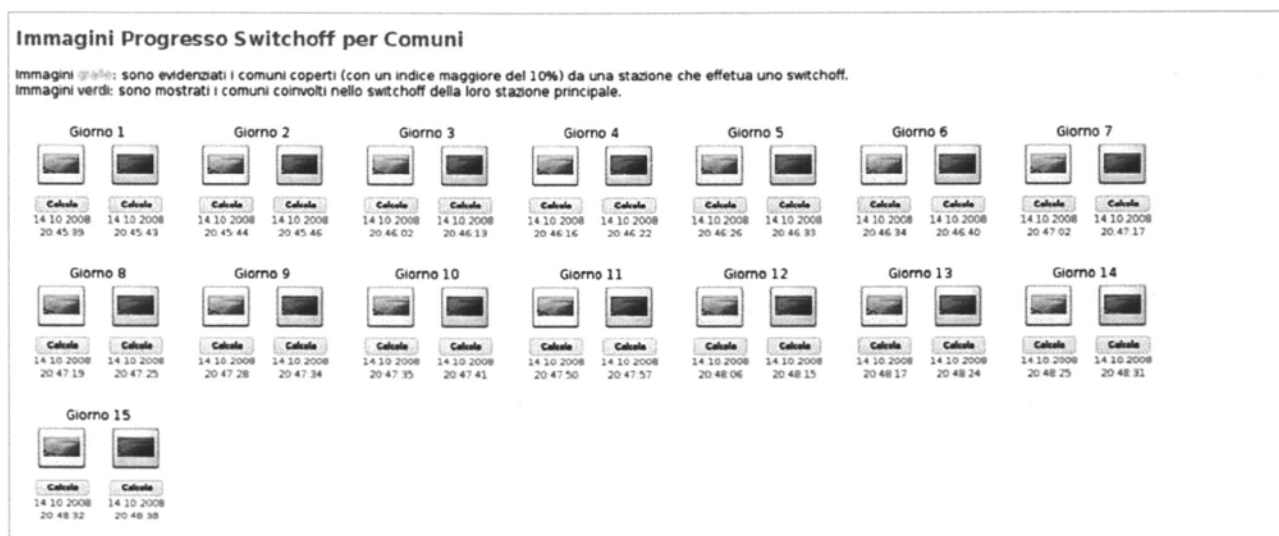 Immagini Progresso Switchoff per Comuni
Immagini gialle: sono evidenziati i comuni coperti (con un indice maggiore del 10%) da una stazione che effetua uno switchoff.
Immagini verdi: sono mostrati i comuni coinvolti nello switchoff della loro stazione principale.
Giorno 1 Giorno 2 Giorno 3 Giorno 4 Giorno 5 Giorno 6 Giorno 7
Calcola Calcola Calcola Calcola Calcola Calcola Calcola Calcola Calcola Calcola Calcola Calcola Calcola Calcola
14.10.2008 14.10.2008 14.10.2008 14.10.2008 14.10.2008 14.10.2008 14.10.2008 14.10.2008 14.10.2008 14.10.2008 14.10.2008 14.10.2008 14.10.2008 14.10.2008
20:45:39 20:45:43 20:45:44 20:45:46 20:46:02 20:46:13 20:46:16 20:46:22 20:46:26 20:46:33 20:46:34 20:46:40 20:47:02 20:47:17
Giorno 8 Giorno 9 Giorno 10 Giorno 11 Giorno 12 Giorno 13 Giorno 14
Calcola Calcola Calcola Calcola Calcola Calcola Calcola Calcola Calcola Calcola Calcola Calcola Calcola Calcola
14.10.2008 14.10.2008 14.10.2008 14.10.2008 14.10.2008 14.10.2008 14.10.2008 14.10.2008 14.10.2008 14.10.2008 14.10.2008 14.10.2008 14.10.2008 14.10.2008
20:47:19 20:47:25 20:47:28 20:47:34 20:47:35 20:47:41 20:47:50 20:47:57 20:48:06 20:48:15 20:48:17 20:48:24 20:48:25 20:48:31
Giorno 15
Calcola Calcola
14.10.2008 14.10.2008
20:48:32 20:48:38